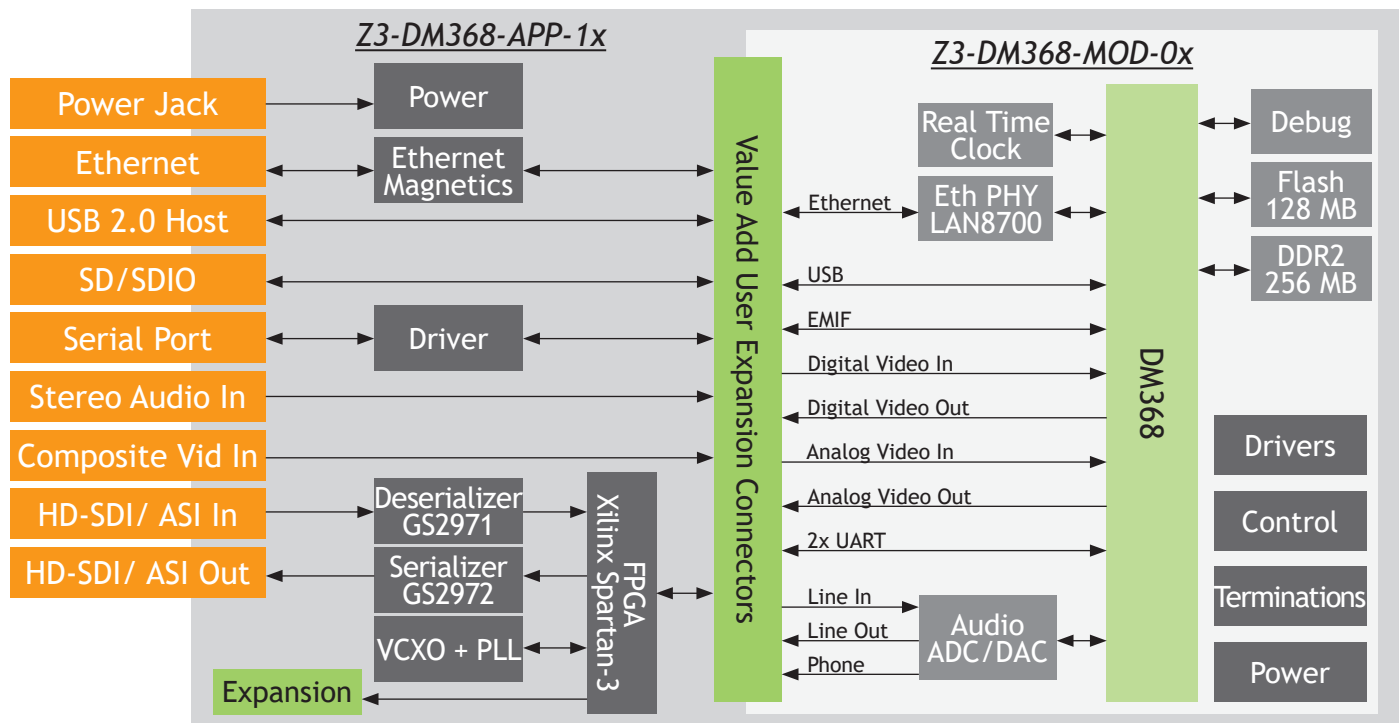 Z3-DM368-APP-1x
Z3-DM368-MOD-0x
Power Jack
Ethernet
USB 2.0 Host
SD/SDIO
Serial Port
Stereo Audio In
Composite Vid In
HD-SDI/ ASI In
HD-SDI/ ASI Out
Power
Ethernet
Magnetics
Driver
Deserializer
GS2971
Serializer
GS2972
VCXO + PLL
Expansion
FPGA
Xilinx Spartan-3
Value Add User Expansion Connectors
Real Time
Clock
Ethernet
Eth PHY
LAN8700
USB
EMIF
Digital Video In
Digital Video Out
Analog Video In
Analog Video Out
2x UART
Line In
Line Out
Phone
Audio
ADC/DAC
DM368
Debug
Flash
128 MB
DDR2
256 MB
Drivers
Control
Terminations
Power